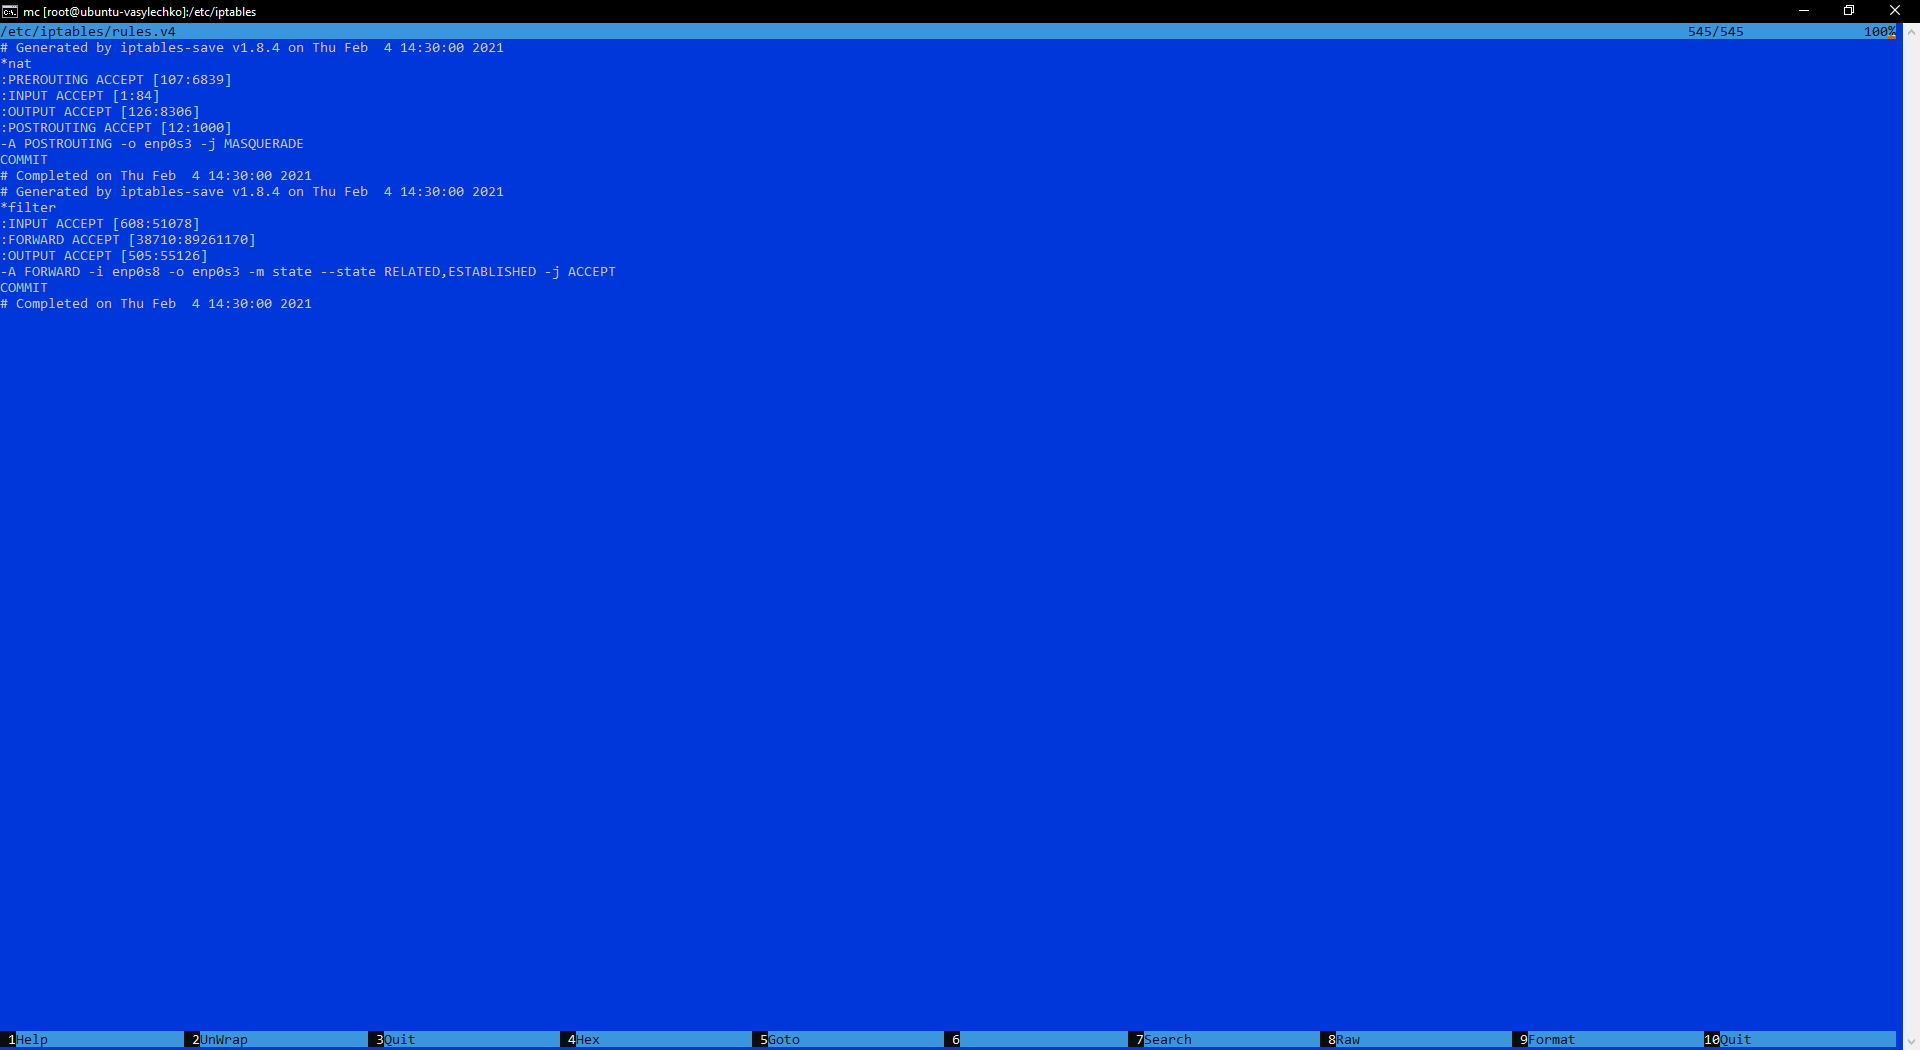 mc [root@ubuntu-vasylechko]:/etc/iptables
/etc/iptables/rules.v4 545/545 100%
# Generated by iptables-save v1.8.4 on Thu Feb  4 14:30:00 2021
*nat
:PREROUTING ACCEPT [107:6839]
:INPUT ACCEPT [1:84]
:OUTPUT ACCEPT [126:8306]
:POSTROUTING ACCEPT [12:1000]
-A POSTROUTING -o enp0s3 -j MASQUERADE
COMMIT
# Completed on Thu Feb  4 14:30:00 2021
# Generated by iptables-save v1.8.4 on Thu Feb  4 14:30:00 2021
*filter
:INPUT ACCEPT [608:51078]
:FORWARD ACCEPT [38710:89261170]
:OUTPUT ACCEPT [505:55126]
-A FORWARD -i enp0s8 -o enp0s3 -m state --state RELATED,ESTABLISHED -j ACCEPT
COMMIT
# Completed on Thu Feb  4 14:30:00 2021
1Help 2UnWrap 3Quit 4Hex 5Goto 6 7Search 8Raw 9Format 10Quit